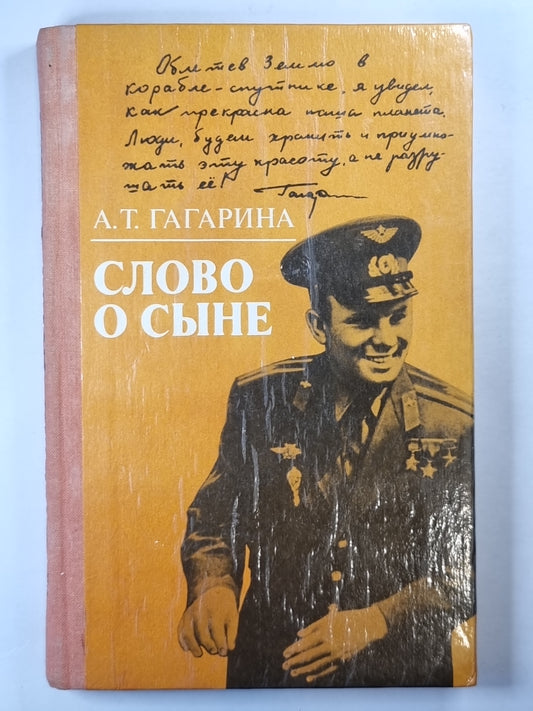 Облетев Землю в
корабле-спутнике, я увидел,
как прекрасна наша планета.
Люди, будем хранить и приумно-
жать эту красоту, а не разру-
шать её!
Гагарин
А.Т. ГАГАРИНА
СЛОВО
О СЫНЕ